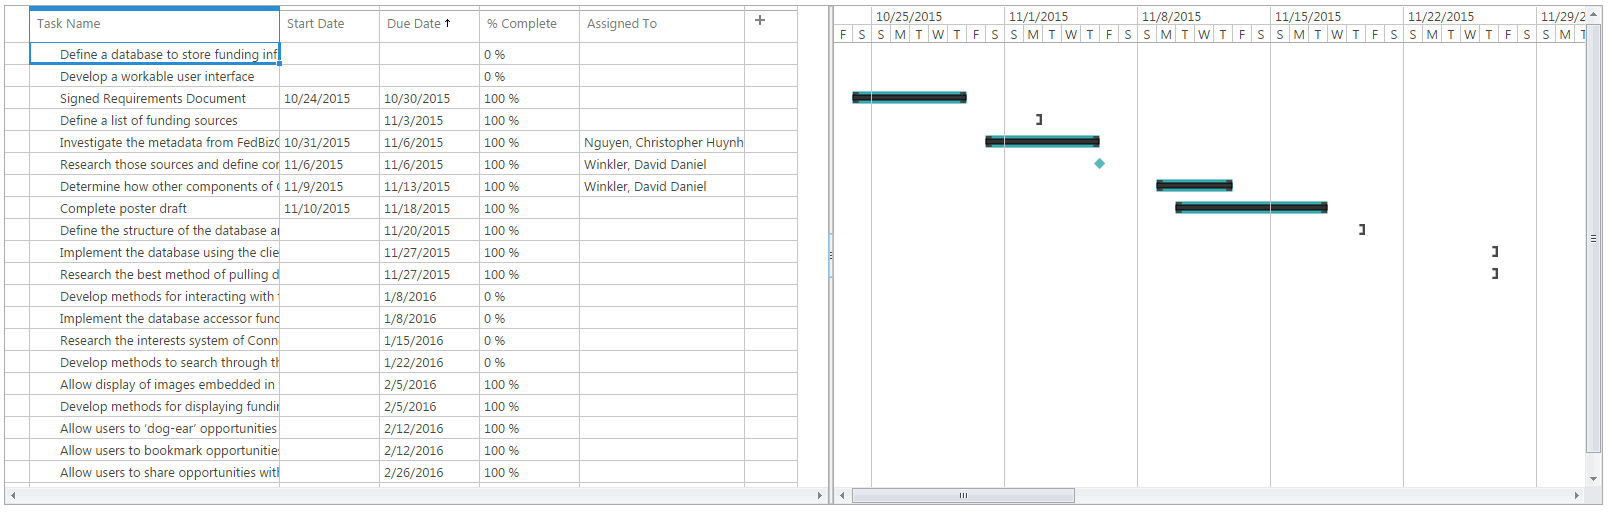 Task Name Start Date Due Date ↑ % Complete Assigned To + 10/25/2015 11/1/2015 11/8/2015 11/15/2015 11/22/2015 11/29/2
F S S M T W T F S S M T W T F S S M T W T F S S M T W T F S S M T W T F S S M T
Define a database to store funding inf 0 %
Develop a workable user interface 0 %
Signed Requirements Document 10/24/2015 10/30/2015 100 %
Define a list of funding sources 11/3/2015 100 %
Investigate the metadata from FedBizO 10/31/2015 11/6/2015 100 % Nguyen, Christopher Huynh
Research those sources and define cor 11/6/2015 11/6/2015 100 % Winkler, David Daniel
Determine how other components of C 11/9/2015 11/13/2015 100 % Winkler, David Daniel
Complete poster draft 11/10/2015 11/18/2015 100 %
Define the structure of the database ar 11/20/2015 100 %
Implement the database using the clie 11/27/2015 100 %
Research the best method of pulling d 11/27/2015 100 %
Develop methods for interacting with t 1/8/2016 0 %
Implement the database accessor func 1/8/2016 0 %
Research the interests system of Conn 1/15/2016 0 %
Develop methods to search through th 1/22/2016 0 %
Allow display of images embedded in 2/5/2016 100 %
Develop methods for displaying fundi 2/5/2016 100 %
Allow users to ‘dog-ear’ opportunities 2/12/2016 100 %
Allow users to bookmark opportunitie 2/12/2016 100 %
Allow users to share opportunities wit 2/26/2016 100 %